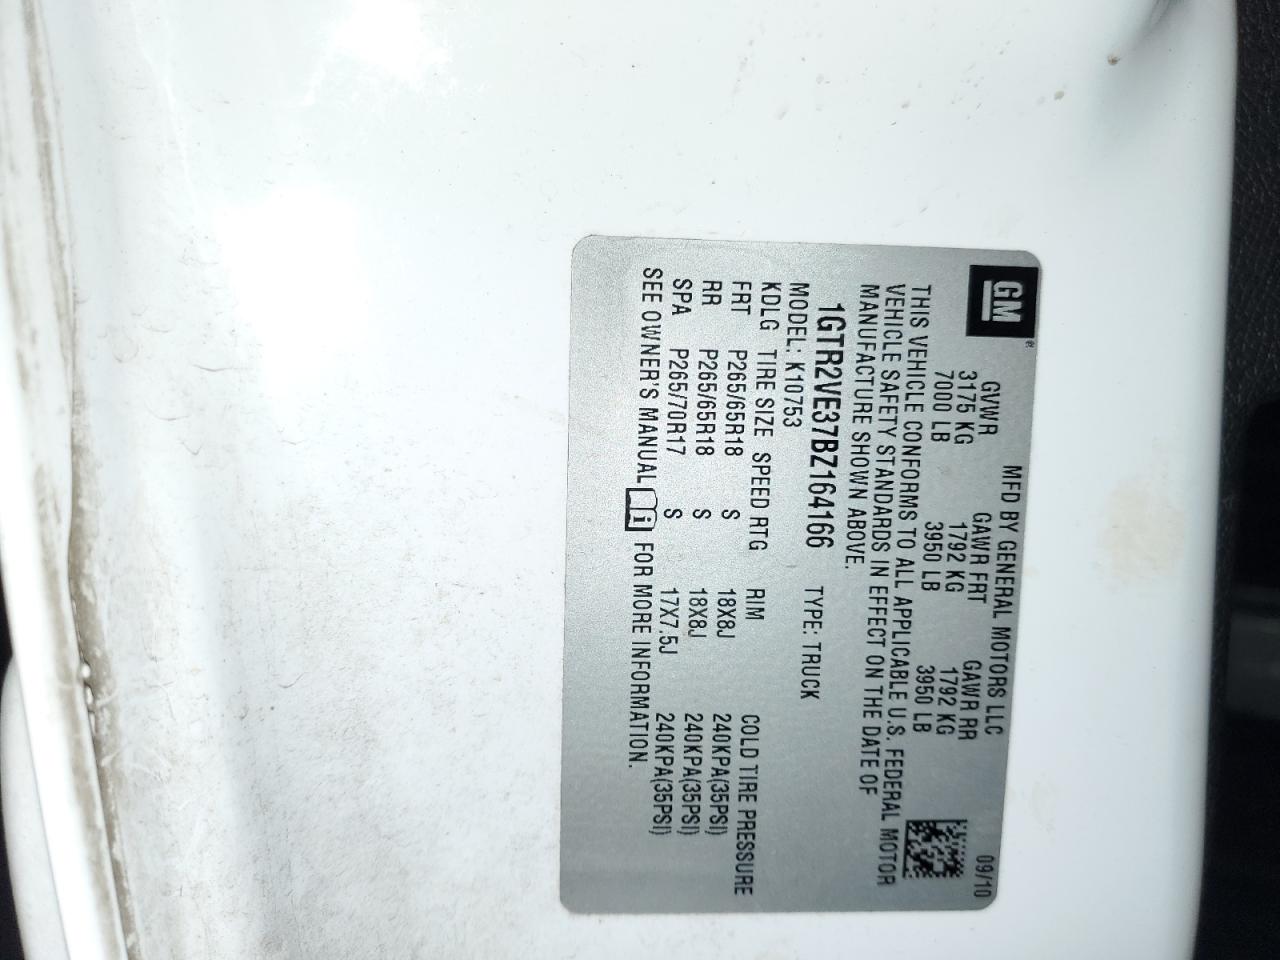 GM
MFD BY GENERAL MOTORS LLC 09/10
GVWR GAWR FRT GAWR RR
3175 KG 1792 KG 1792 KG
7000 LB 3950 LB 3950 LB
THIS VEHICLE CONFORMS TO ALL APPLICABLE U.S. FEDERAL MOTOR
VEHICLE SAFETY STANDARDS IN EFFECT ON THE DATE OF
MANUFACTURE SHOWN ABOVE.
1GTR2VE37BZ164166 TYPE: TRUCK
MODEL: K10753
KDLG TIRE SIZE SPEED RTG RIM COLD TIRE PRESSURE
FRT P265/65R18 S 18X8J 240KPA(35PSI)
RR P265/65R18 S 18X8J 240KPA(35PSI)
SPA P265/70R17 S 17X7.5J 240KPA(35PSI)
SEE OWNER'S MANUAL i FOR MORE INFORMATION.